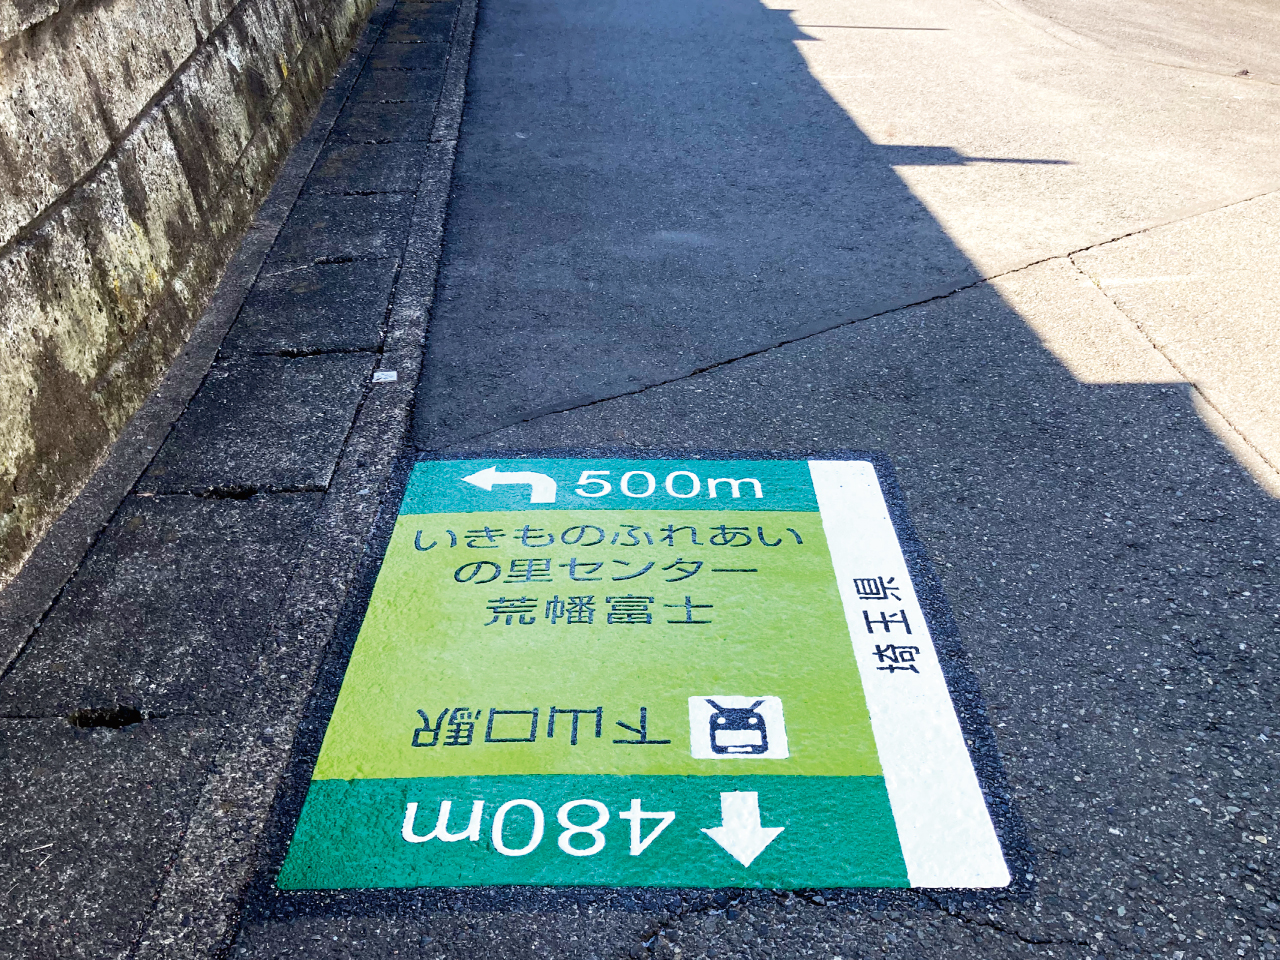 500m
いきものふれあい
の里センター
荒幡富士
下山口駅
480m
埼玉県